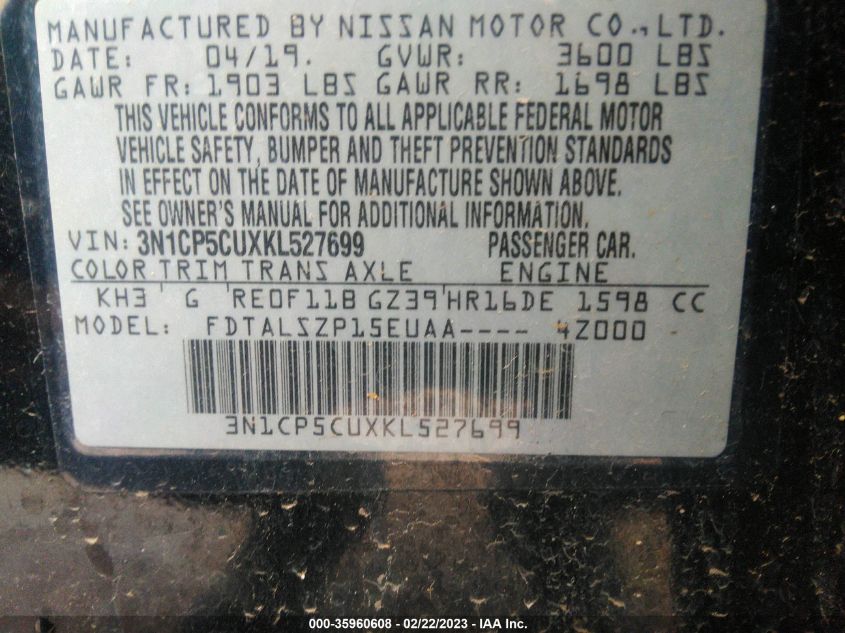 MANUFACTURED BY NISSAN MOTOR CO., LTD.
DATE: 04/19. GVWR: 3600 LBS
GAWR FR: 1903 LBS GAWR RR: 1698 LBS
THIS VEHICLE CONFORMS TO ALL APPLICABLE FEDERAL MOTOR
VEHICLE SAFETY, BUMPER AND THEFT PREVENTION STANDARDS
IN EFFECT ON THE DATE OF MANUFACTURE SHOWN ABOVE.
SEE OWNER'S MANUAL FOR ADDITIONAL INFORMATION.
VIN: 3N1CP5CUXKL527699 PASSENGER CAR.
COLOR TRIM TRANS AXLE ENGINE
KH3 G RE0F11B GZ39 HR16DE 1598 CC
MODEL: FDTALSZP15EUAA---- 4Z000
3N1CP5CUXKL527699
000-35960608 - 02/22/2023 - IAA Inc.